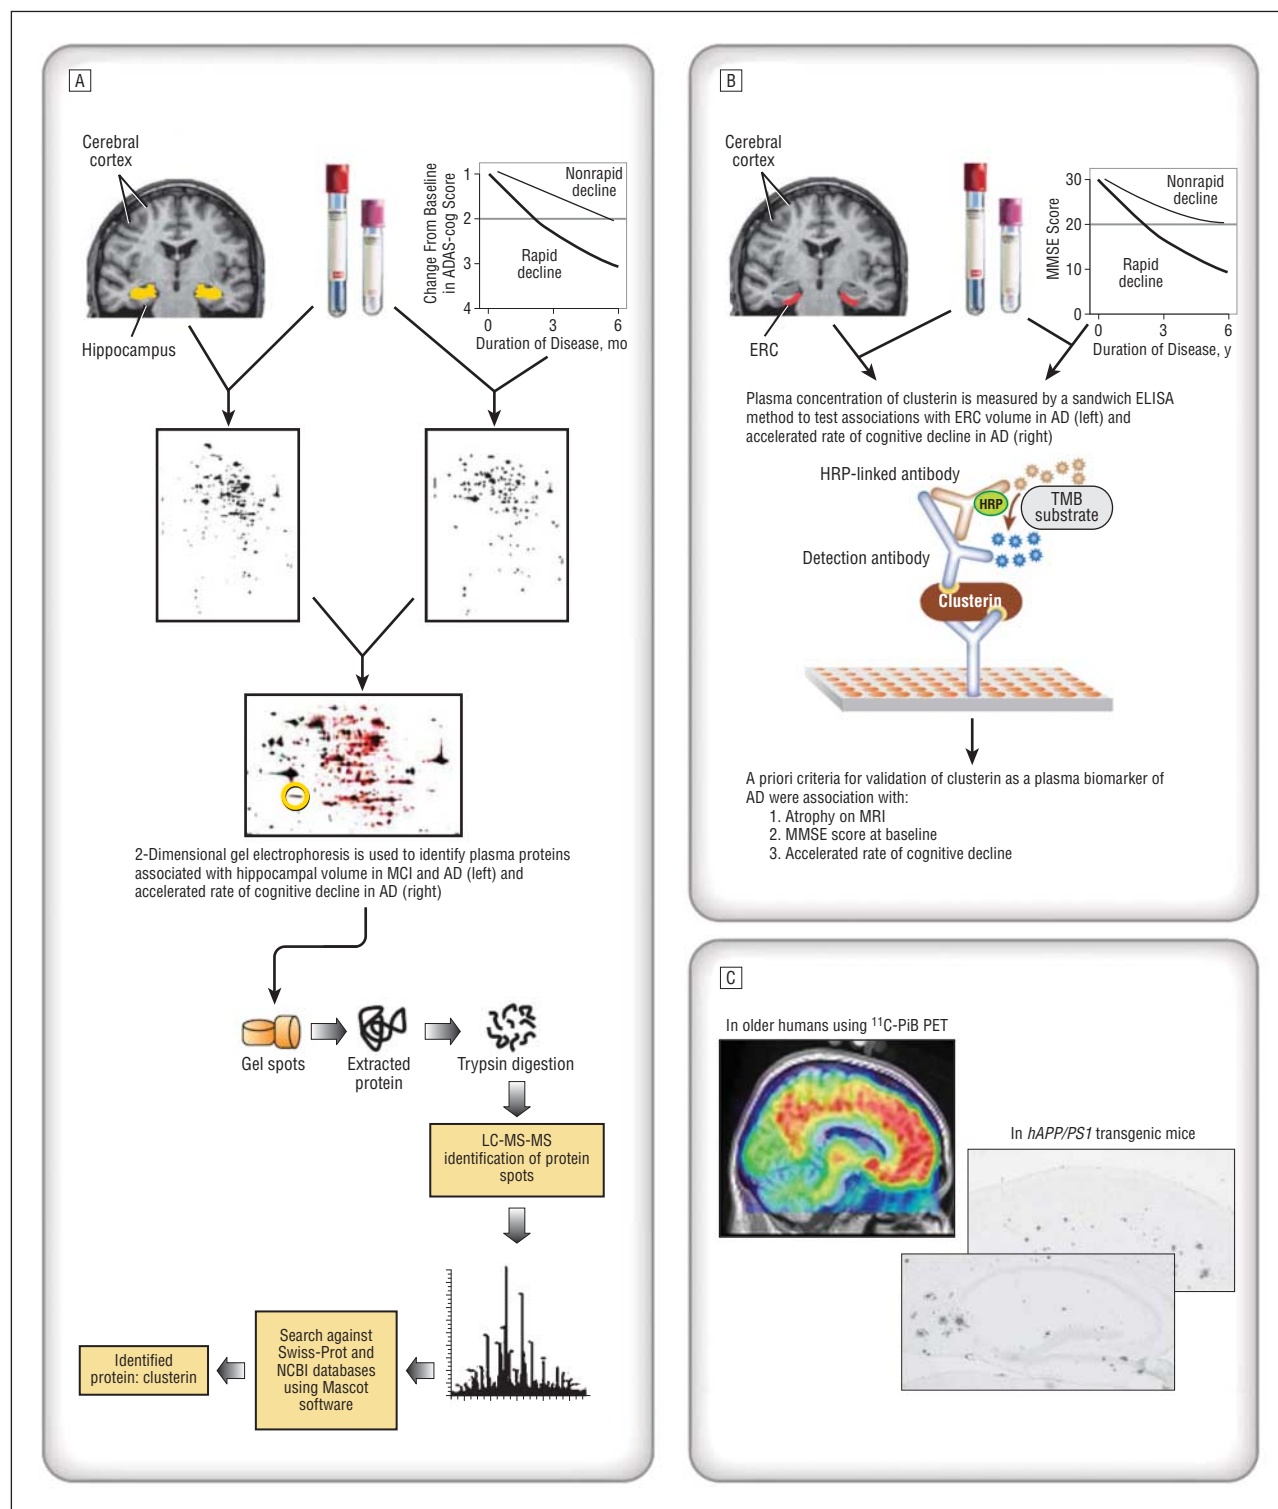 A
Cerebral
cortex
Hippocampus
Change From Baseline
in ADAS-cog Score
1
2
3
4
Nonrapid
decline
Rapid
decline
0
3
6
Duration of Disease, mo
2-Dimensional gel electrophoresis is used to identify plasma proteins
associated with hippocampal volume in MCI and AD (left) and
accelerated rate of cognitive decline in AD (right)
Gel spots
Extracted
protein
Trypsin digestion
LC-MS-MS
identification of protein
spots
Search against
Swiss-Prot and
NCBI databases
using Mascot
software
Identified
protein: clusterin
B
Cerebral
cortex
ERC
MMSE Score
30
20
10
0
Nonrapid
decline
Rapid
decline
0
3
6
Duration of Disease, y
Plasma concentration of clusterin is measured by a sandwich ELISA
method to test associations with ERC volume in AD (left) and
accelerated rate of cognitive decline in AD (right)
HRP-linked antibody
HRP
TMB
substrate
Detection antibody
Clusterin
A priori criteria for validation of clusterin as a plasma biomarker of
AD were association with:
1. Atrophy on MRI
2. MMSE score at baseline
3. Accelerated rate of cognitive decline
C
In older humans using ¹¹C-PiB PET
In hAPP/PS1 transgenic mice